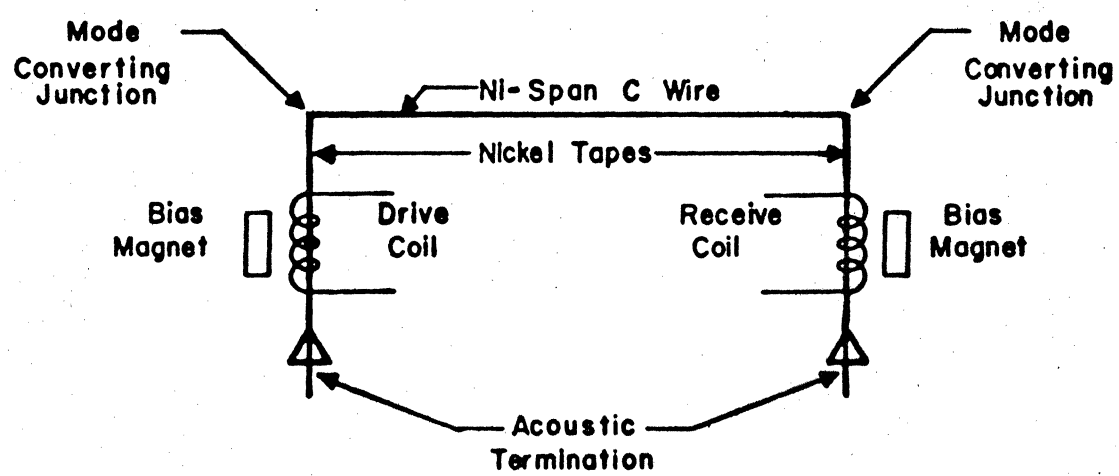 Mode
Converting
Junction
Mode
Converting
Junction
Ni-Span C Wire
Nickel Tapes
Bias
Magnet
Drive
Coil
Receive
Coil
Bias
Magnet
Acoustic
Termination